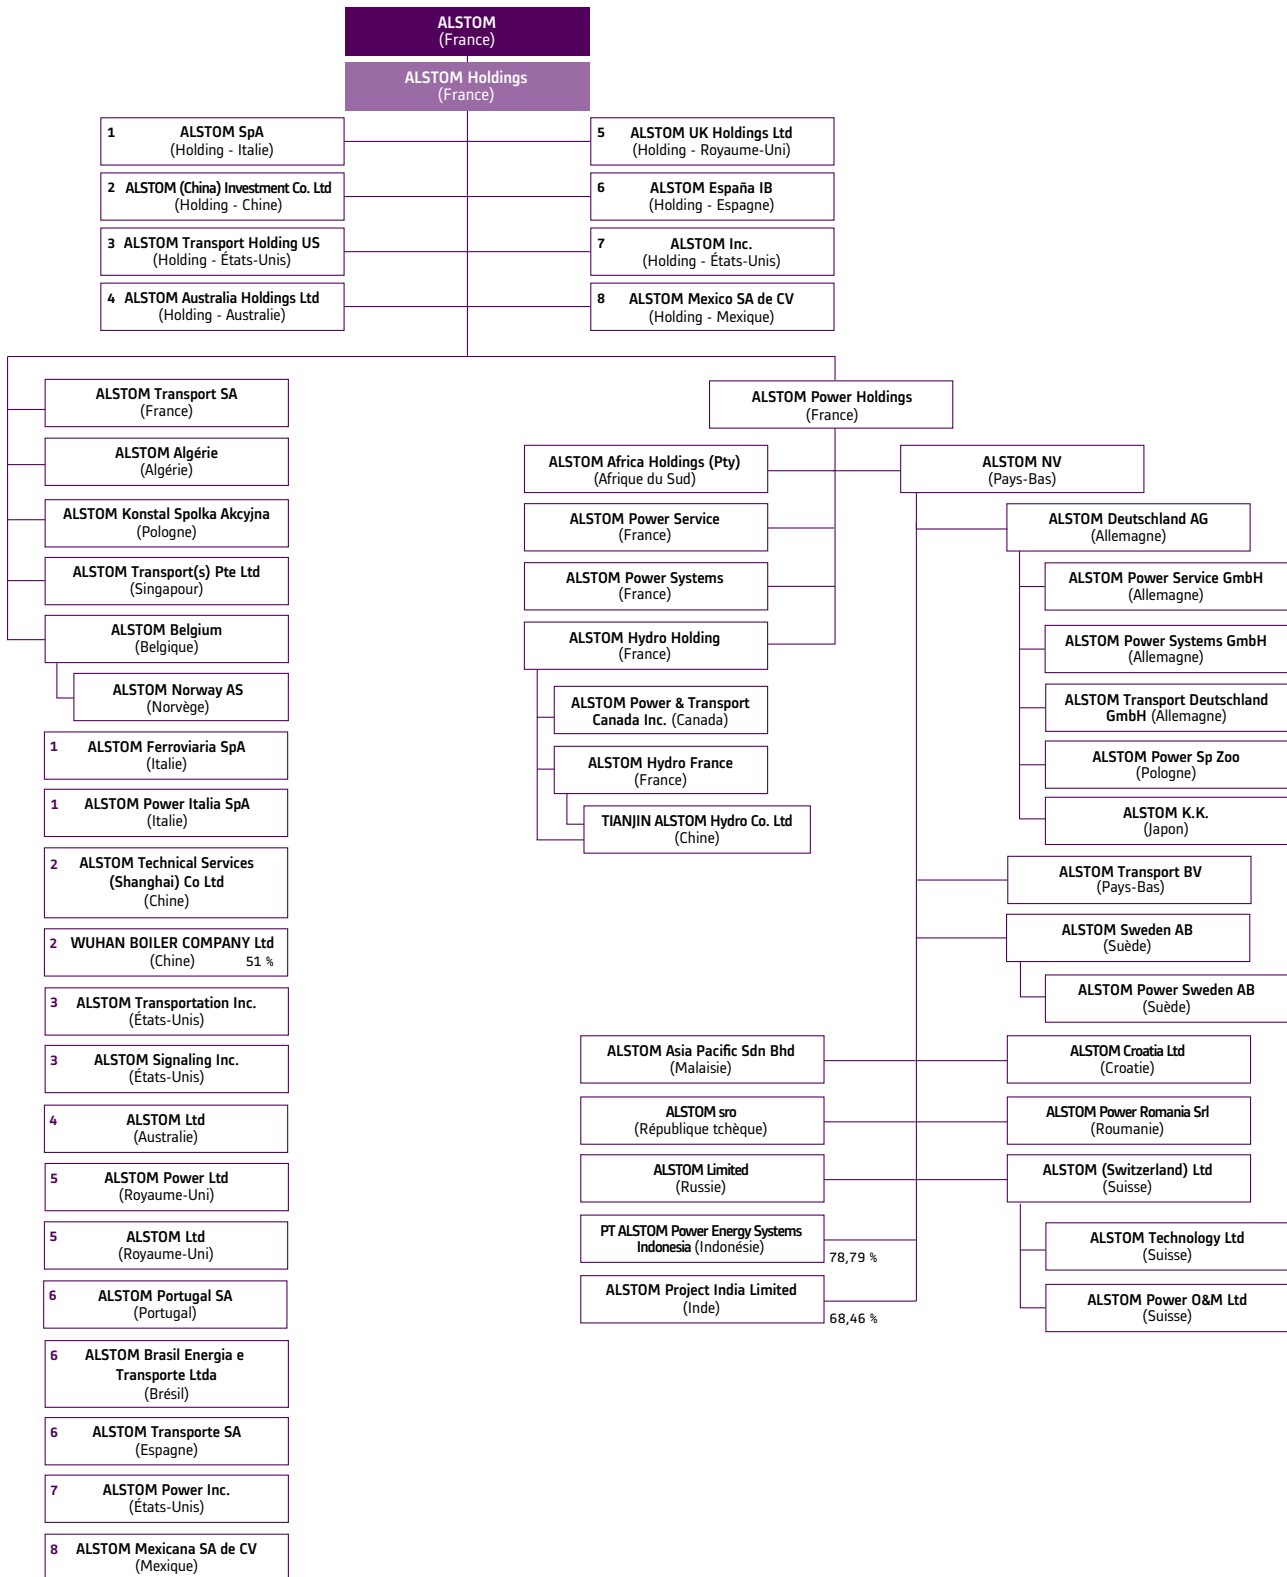 ALSTOM
(France)
ALSTOM Holdings
(France)
1 ALSTOM SpA
(Holding - Italie)
5 ALSTOM UK Holdings Ltd
(Holding - Royaume-Uni)
2 ALSTOM (China) Investment Co. Ltd
(Holding - Chine)
6 ALSTOM España IB
(Holding - Espagne)
3 ALSTOM Transport Holding US
(Holding - États-Unis)
7 ALSTOM Inc.
(Holding - États-Unis)
4 ALSTOM Australia Holdings Ltd
(Holding - Australie)
8 ALSTOM Mexico SA de CV
(Holding - Mexique)
ALSTOM Transport SA
(France)
ALSTOM Algérie
(Algérie)
ALSTOM Konstal Spolka Akcyjna
(Pologne)
ALSTOM Transport(s) Pte Ltd
(Singapour)
ALSTOM Belgium
(Belgique)
ALSTOM Norway AS
(Norvège)
1 ALSTOM Ferroviaria SpA
(Italie)
1 ALSTOM Power Italia SpA
(Italie)
2 ALSTOM Technical Services
(Shanghai) Co Ltd
(Chine)
2 WUHAN BOILER COMPANY Ltd
(Chine) 51 %
3 ALSTOM Transportation Inc.
(États-Unis)
3 ALSTOM Signaling Inc.
(États-Unis)
4 ALSTOM Ltd
(Australie)
5 ALSTOM Power Ltd
(Royaume-Uni)
5 ALSTOM Ltd
(Royaume-Uni)
6 ALSTOM Portugal SA
(Portugal)
6 ALSTOM Brasil Energia e
Transporte Ltda
(Brésil)
6 ALSTOM Transporte SA
(Espagne)
7 ALSTOM Power Inc.
(États-Unis)
8 ALSTOM Mexicana SA de CV
(Mexique)
ALSTOM Power Holdings
(France)
ALSTOM Africa Holdings (Pty)
(Afrique du Sud)
ALSTOM Power Service
(France)
ALSTOM Power Systems
(France)
ALSTOM Hydro Holding
(France)
ALSTOM Power & Transport
Canada Inc. (Canada)
ALSTOM Hydro France
(France)
TIANJIN ALSTOM Hydro Co. Ltd
(Chine)
ALSTOM NV
(Pays-Bas)
ALSTOM Deutschland AG
(Allemagne)
ALSTOM Power Service GmbH
(Allemagne)
ALSTOM Power Systems GmbH
(Allemagne)
ALSTOM Transport Deutschland
GmbH (Allemagne)
ALSTOM Power Sp Zoo
(Pologne)
ALSTOM K.K.
(Japon)
ALSTOM Transport BV
(Pays-Bas)
ALSTOM Sweden AB
(Suède)
ALSTOM Power Sweden AB
(Suède)
ALSTOM Asia Pacific Sdn Bhd
(Malaisie)
ALSTOM Croatia Ltd
(Croatie)
ALSTOM sro
(République tchèque)
ALSTOM Power Romania Srl
(Roumanie)
ALSTOM Limited
(Russie)
ALSTOM (Switzerland) Ltd
(Suisse)
PT ALSTOM Power Energy Systems
Indonesia (Indonésie)
78,79 %
ALSTOM Technology Ltd
(Suisse)
ALSTOM Project India Limited
(Inde)
68,46 %
ALSTOM Power O&M Ltd
(Suisse)